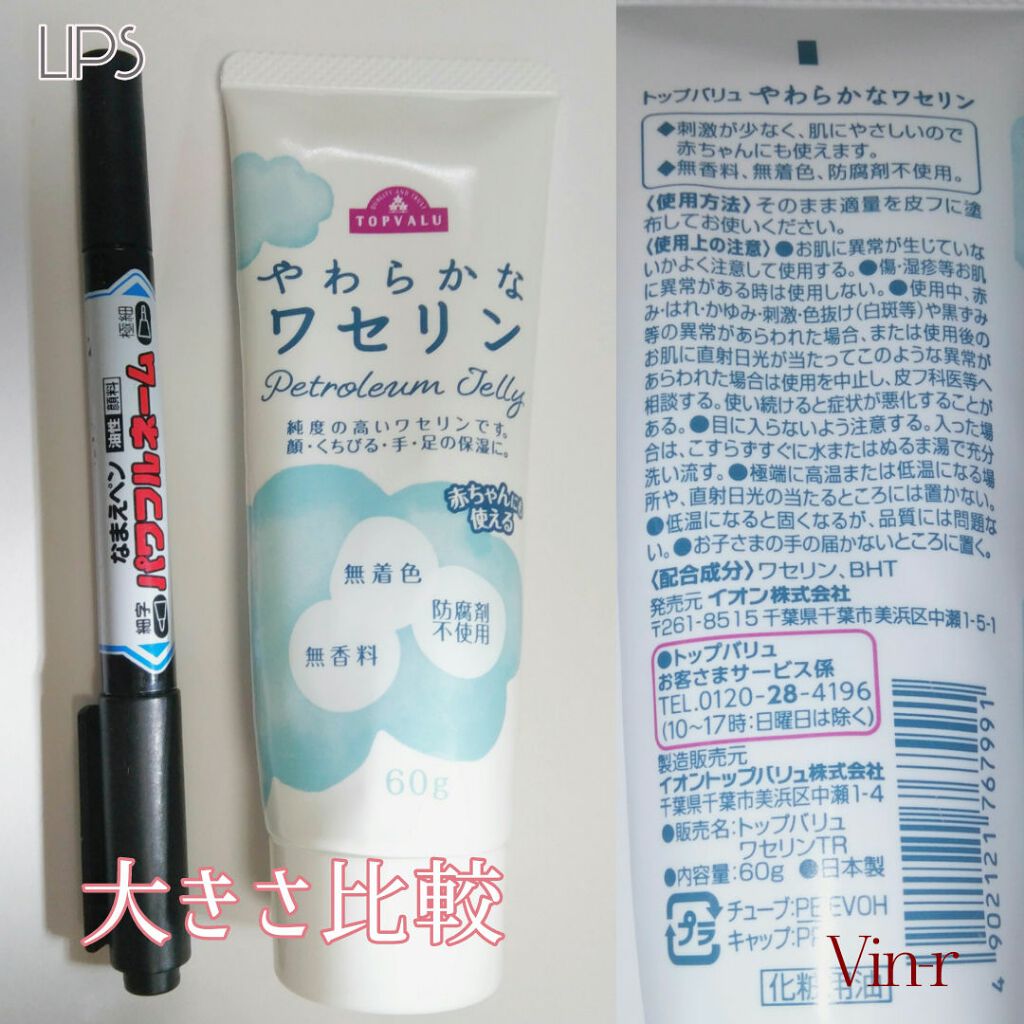 LIPS
極細
なまえペン 油性 顔料
パワフルネーム
細字
QUALITY AND TRUST
TOPVALU
やわらかな
ワセリン
Petroleum Jelly
純度の高いワセリンです。
顔・くちびる・手・足の保湿に。
赤ちゃんにも
使える
無着色
防腐剤
不使用
無香料
60g
大きさ比較
トップバリュ やわらかなワセリン
◆刺激が少なく、肌にやさしいので
赤ちゃんにも使えます。
◆無香料、無着色、防腐剤不使用。
〈使用方法〉そのまま適量を皮フに塗
布してお使いください。
〈使用上の注意〉●お肌に異常が生じていな
いかよく注意して使用する。●傷・湿疹等お肌
に異常がある時は使用しない。●使用中、赤
み・はれ・かゆみ・刺激・色抜け(白斑等)や黒ずみ
等の異常があらわれた場合、または使用後の
お肌に直射日光が当たってこのような異常が
あらわれた場合は使用を中止し、皮フ科医等へ
相談する。使い続けると症状が悪化することが
ある。●目に入らないよう注意する。入った場
合は、こすらずすぐに水またはぬるま湯で充分
洗い流す。●極端に高温または低温になる場
所や、直射日光の当たるところには置かない。
●低温になると固くなるが、品質には問題な
い。●お子さまの手の届かないところに置く。
〈配合成分〉ワセリン、BHT
発売元 イオン株式会社
〒261-8515 千葉県千葉市美浜区中瀬1-5-1
●トップバリュ
お客さまサービス係
TEL.0120-28-4196
(10～17時:日曜日は除く)
製造販売元
イオントップバリュ株式会社
千葉県千葉市美浜区中瀬1-4
●販売名:トップバリュ
ワセリンTR
●内容量:60g ●日本製
プラ
チューブ:PE,EVOH
キャップ:
化粧用油
4902121767991
Vin-r